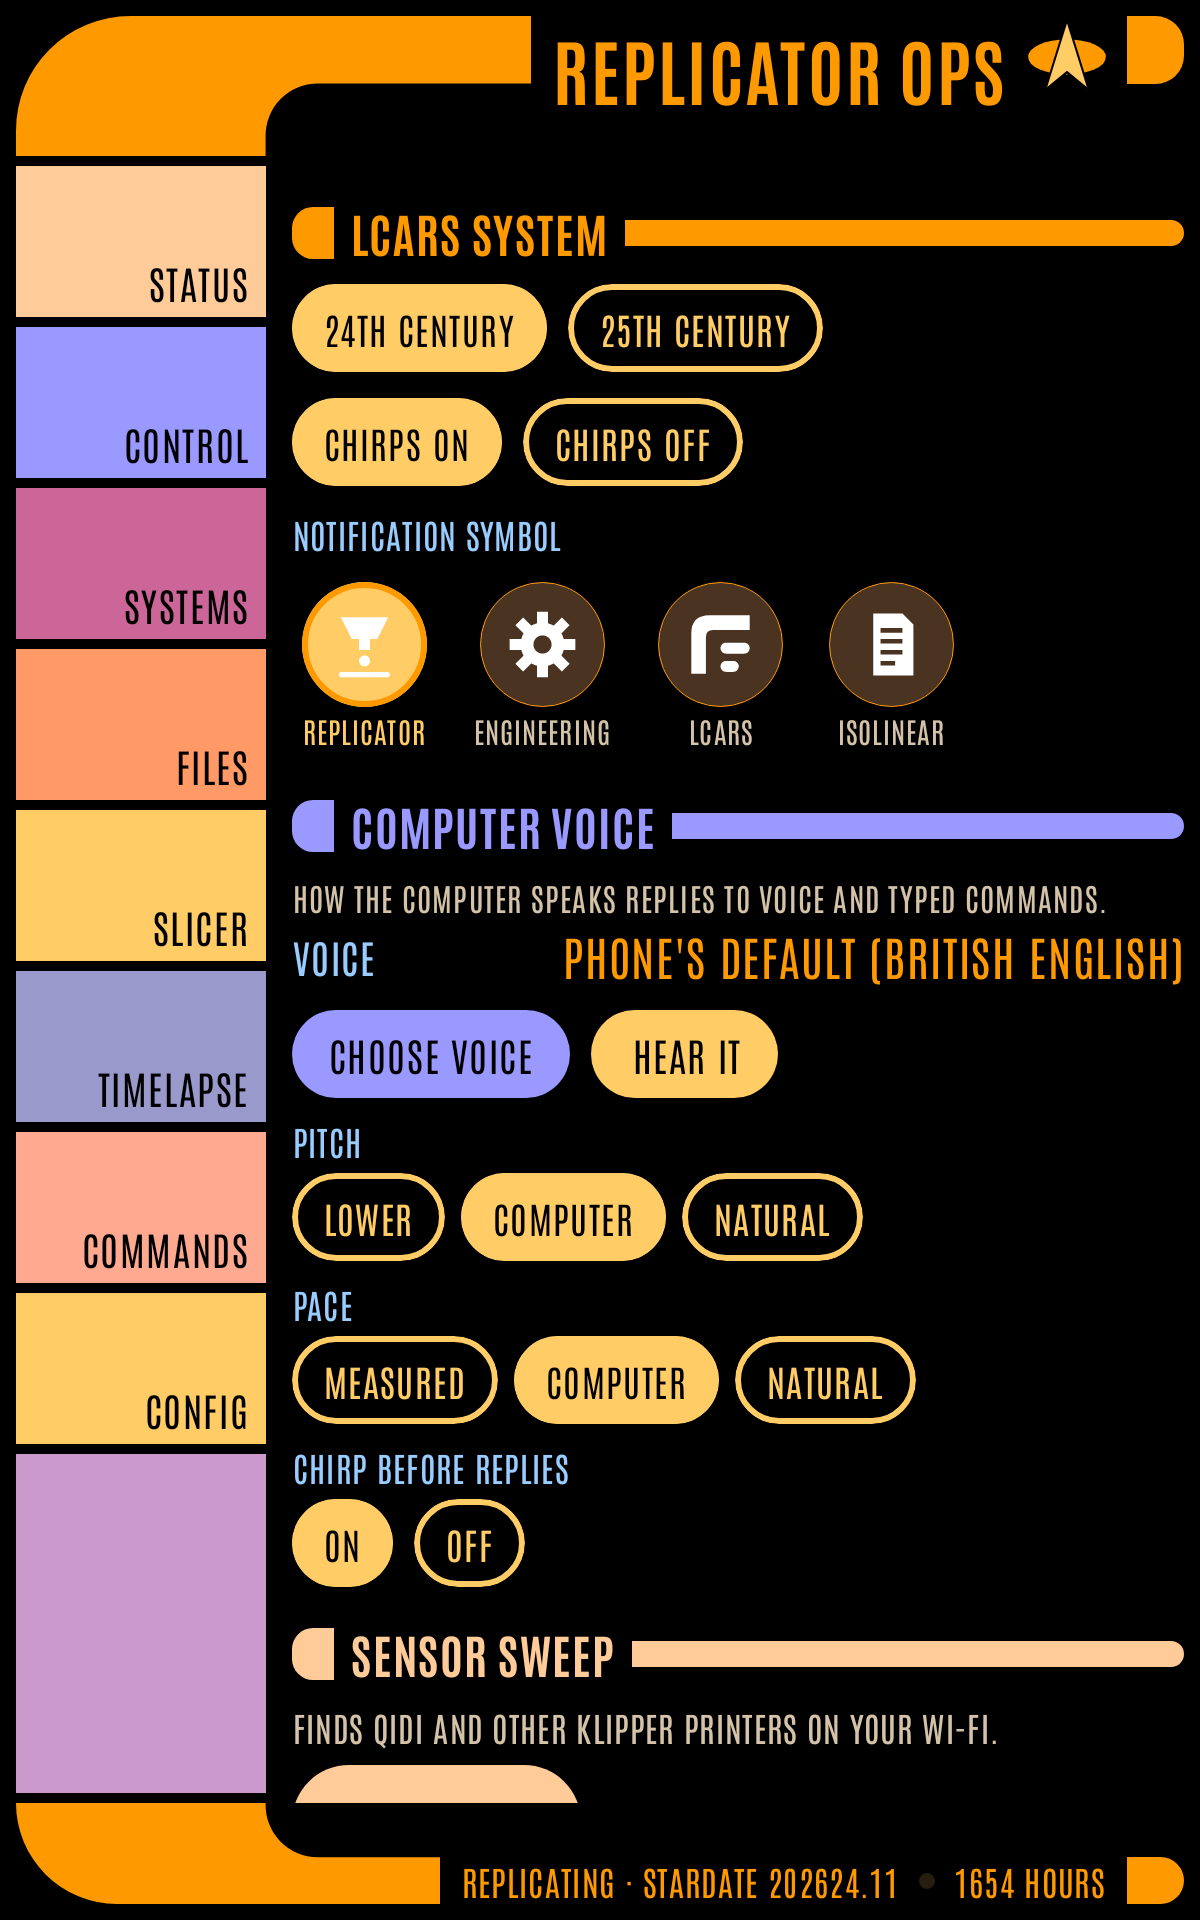 REPLICATOR OPS
STATUS
CONTROL
SYSTEMS
FILES
SLICER
TIMELAPSE
COMMANDS
CONFIG
LCARS SYSTEM
24TH CENTURY 25TH CENTURY
CHIRPS ON CHIRPS OFF
NOTIFICATION SYMBOL
REPLICATOR ENGINEERING LCARS ISOLINEAR
COMPUTER VOICE
HOW THE COMPUTER SPEAKS REPLIES TO VOICE AND TYPED COMMANDS.
VOICE PHONE'S DEFAULT (BRITISH ENGLISH)
CHOOSE VOICE HEAR IT
PITCH
LOWER COMPUTER NATURAL
PACE
MEASURED COMPUTER NATURAL
CHIRP BEFORE REPLIES
ON OFF
SENSOR SWEEP
FINDS QIDI AND OTHER KLIPPER PRINTERS ON YOUR WI-FI.
REPLICATING · STARDATE 202624.11 1654 HOURS